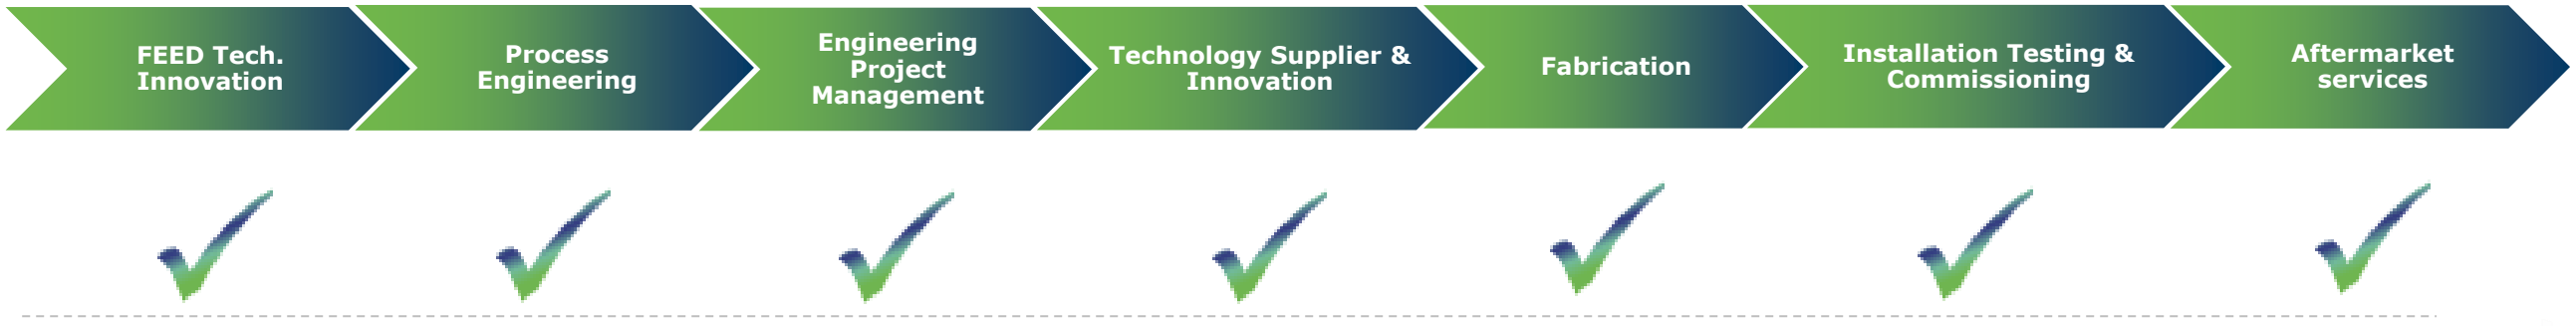 FEED Tech.
Innovation
Process
Engineering
Engineering
Project
Management
Technology Supplier &
Innovation
Fabrication
Installation Testing &
Commissioning
Aftermarket
services